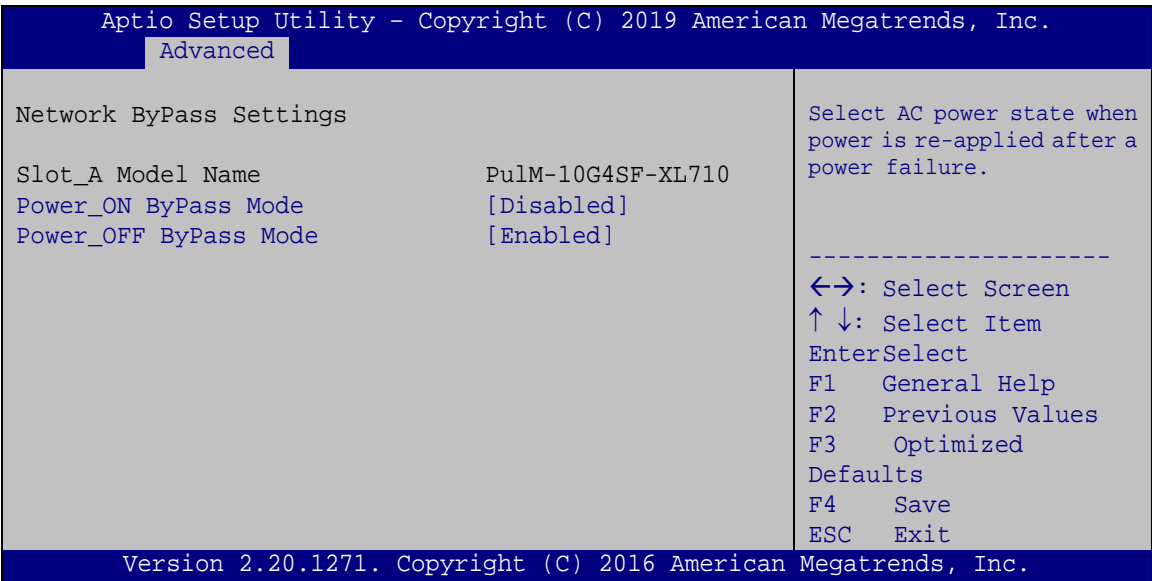 Aptio Setup Utility – Copyright (C) 2019 American Megatrends, Inc.
Advanced
Network ByPass Settings
Slot_A Model Name PulM-10G4SF-XL710
Power_ON ByPass Mode [Disabled]
Power_OFF ByPass Mode [Enabled]
Select AC power state when
power is re-applied after a
power failure.
---------------------
←→: Select Screen
↑ ↓: Select Item
EnterSelect
F1 General Help
F2 Previous Values
F3 Optimized
Defaults
F4 Save
ESC Exit
Version 2.20.1271. Copyright (C) 2016 American Megatrends, Inc.